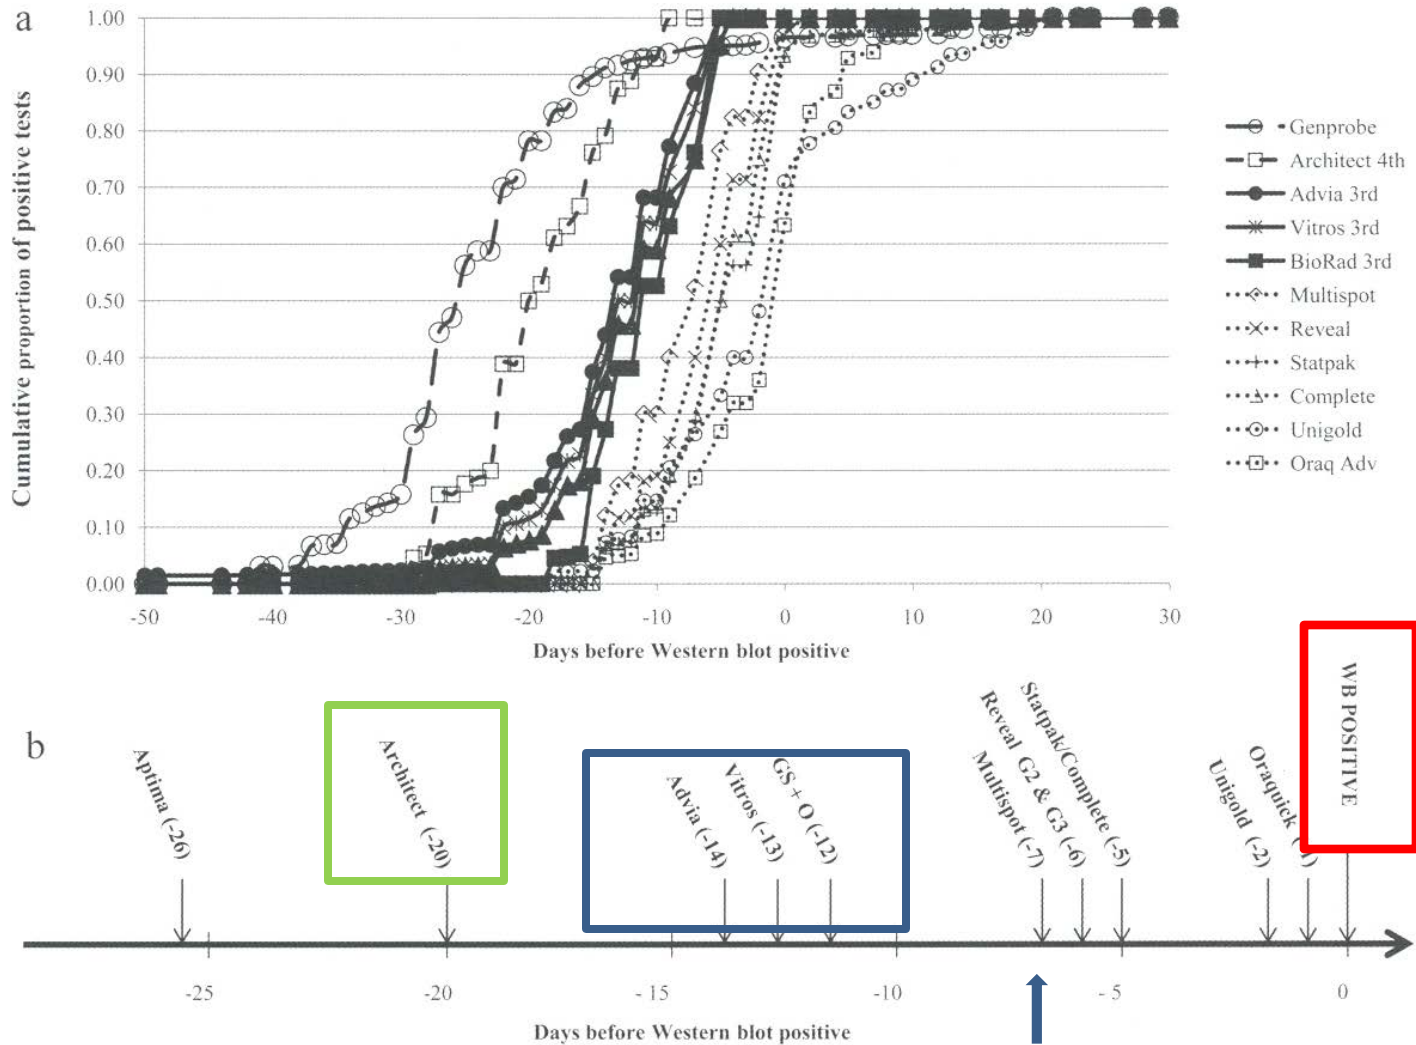 a
Cumulative proportion of positive tests
1.00
0.90
0.80
0.70
0.60
0.50
0.40
0.30
0.20
0.10
0.00
-50 -40 -30 -20 -10 0 10 20 30
Days before Western blot positive
Genprobe
Architect 4th
Advia 3rd
Vitros 3rd
BioRad 3rd
Multispot
Reveal
Statpak
Complete
Unigold
Oraq Adv
b
Aptima (-26)
Architect (-20)
Advia (-14)
Vitros (-13)
GS + O (-12)
Multispot (-7)
Reveal G2 & G3 (-6)
Statpak/Complete (-5)
Unigold (-2)
Oraquick
WB POSITIVE
-25 -20 -15 -10 -5 0
Days before Western blot positive